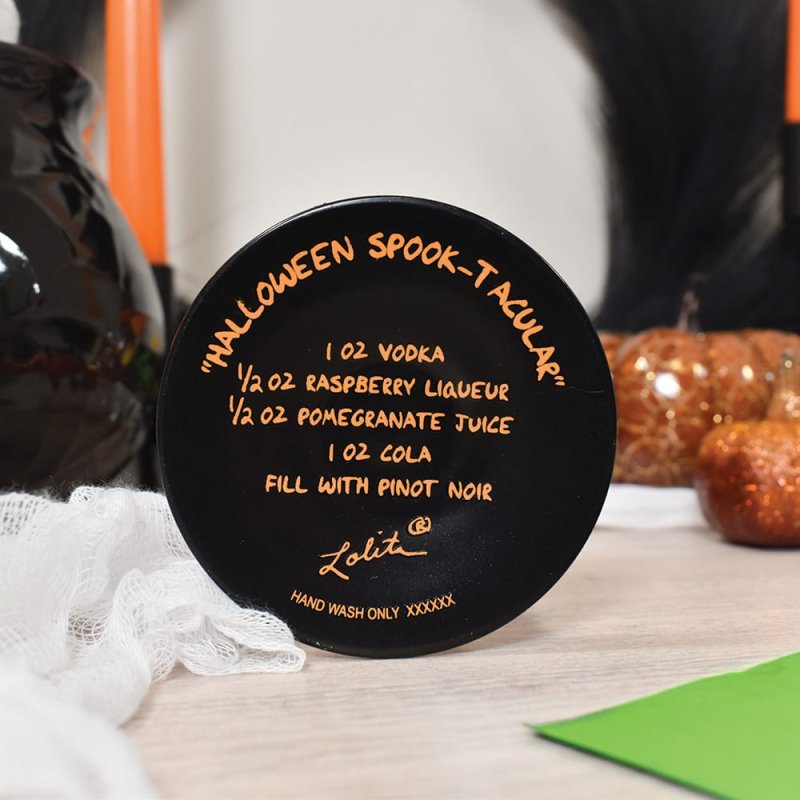 "HALLOWEEN SPOOK-TACULAR"
1 OZ VODKA
1/2 OZ RASPBERRY LIQUEUR
1/2 OZ POMEGRANATE JUICE
1 OZ COLA
FILL WITH PINOT NOIR
Lolita ®
HAND WASH ONLY XXXXXX